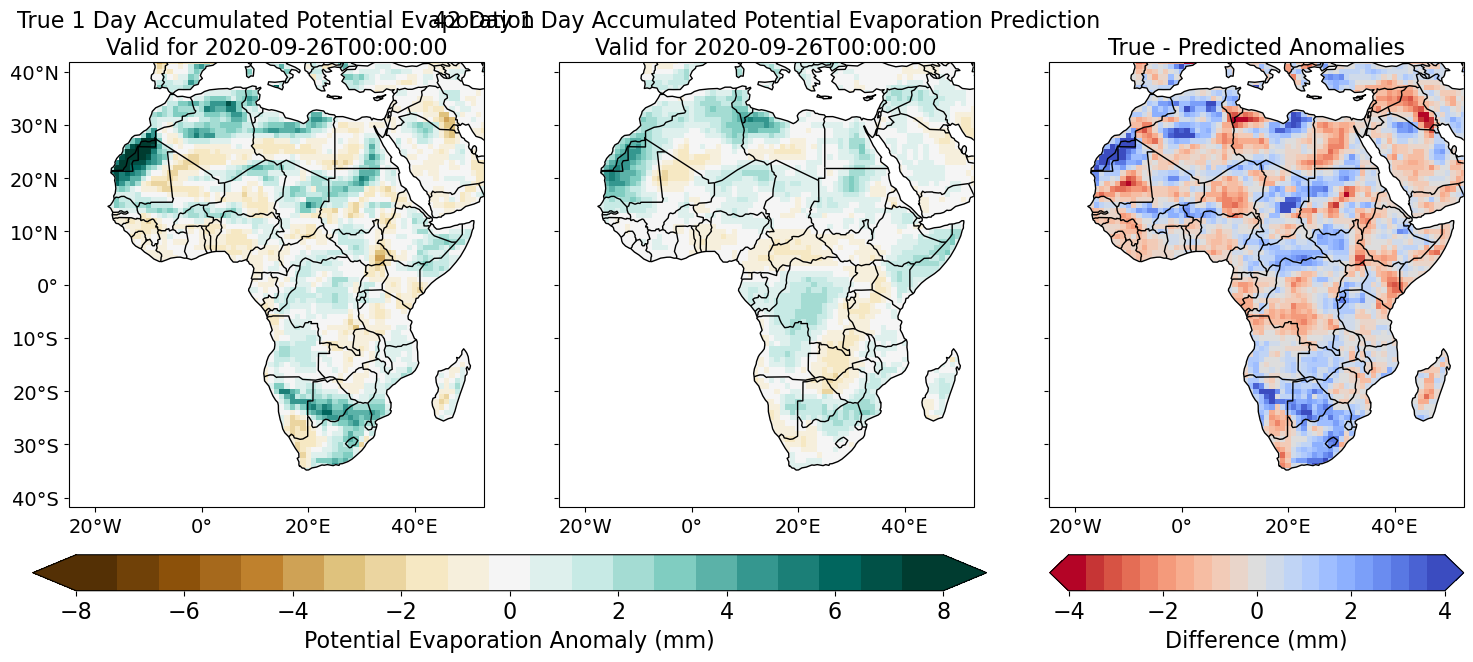 True 1 Day Accumulated Potential Evaporation
Valid for 2020-09-26T00:00:00
42 Day 1 Day Accumulated Potential Evaporation Prediction
Valid for 2020-09-26T00:00:00
True - Predicted Anomalies
40°N
30°N
20°N
10°N
0°
10°S
20°S
30°S
40°S
20°W 0° 20°E 40°E
20°W 0° 20°E 40°E
20°W 0° 20°E 40°E
−8 −6 −4 −2 0 2 4 6 8
Potential Evaporation Anomaly (mm)
−4 −2 0 2 4
Difference (mm)